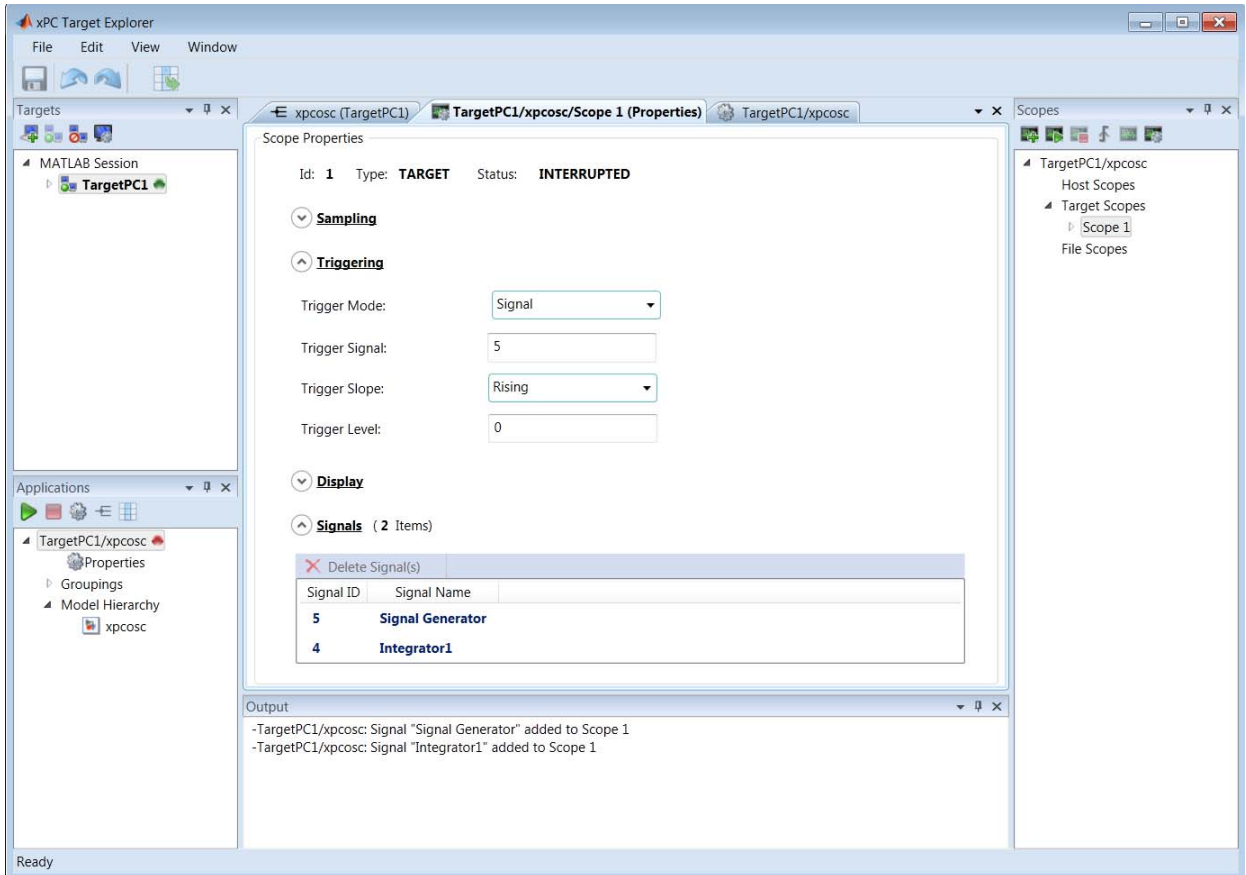 xPC Target Explorer
File Edit View Window
Targets
MATLAB Session
TargetPC1
Applications
TargetPC1/xpcosc
Properties
Groupings
Model Hierarchy
xpcosc
xpcosc (TargetPC1) TargetPC1/xpcosc/Scope 1 (Properties) TargetPC1/xpcosc
Scope Properties
Id: 1 Type: TARGET Status: INTERRUPTED
Sampling
Triggering
Trigger Mode: Signal
Trigger Signal: 5
Trigger Slope: Rising
Trigger Level: 0
Display
Signals ( 2 Items)
Delete Signal(s)
Signal ID Signal Name
5 Signal Generator
4 Integrator1
Output
-TargetPC1/xpcosc: Signal "Signal Generator" added to Scope 1
-TargetPC1/xpcosc: Signal "Integrator1" added to Scope 1
Scopes
TargetPC1/xpcosc
Host Scopes
Target Scopes
Scope 1
File Scopes
Ready